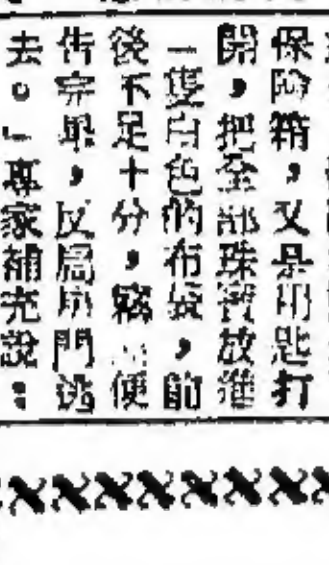 保險箱，又是用匙打
開，把全部珠寶放進
一隻白色的布袋，前
後不足十分，竊　便
告完畢，反局所門逃
去。」專家補充說：